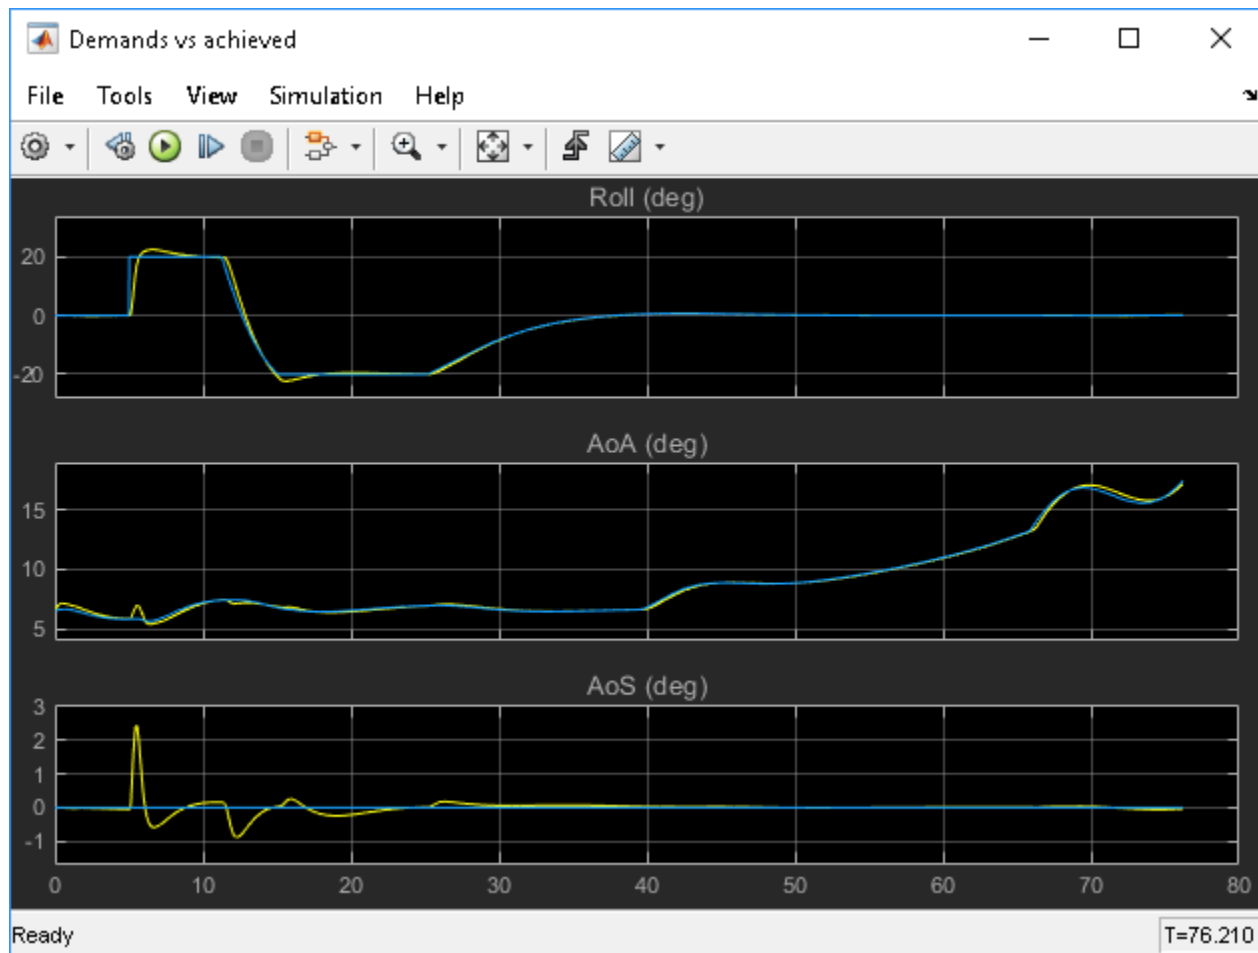 Demands vs achieved
File Tools View Simulation Help
Roll (deg)
20
0
-20
AoA (deg)
15
10
5
AoS (deg)
3
2
1
0
-1
0 10 20 30 40 50 60 70 80
Ready T=76.210